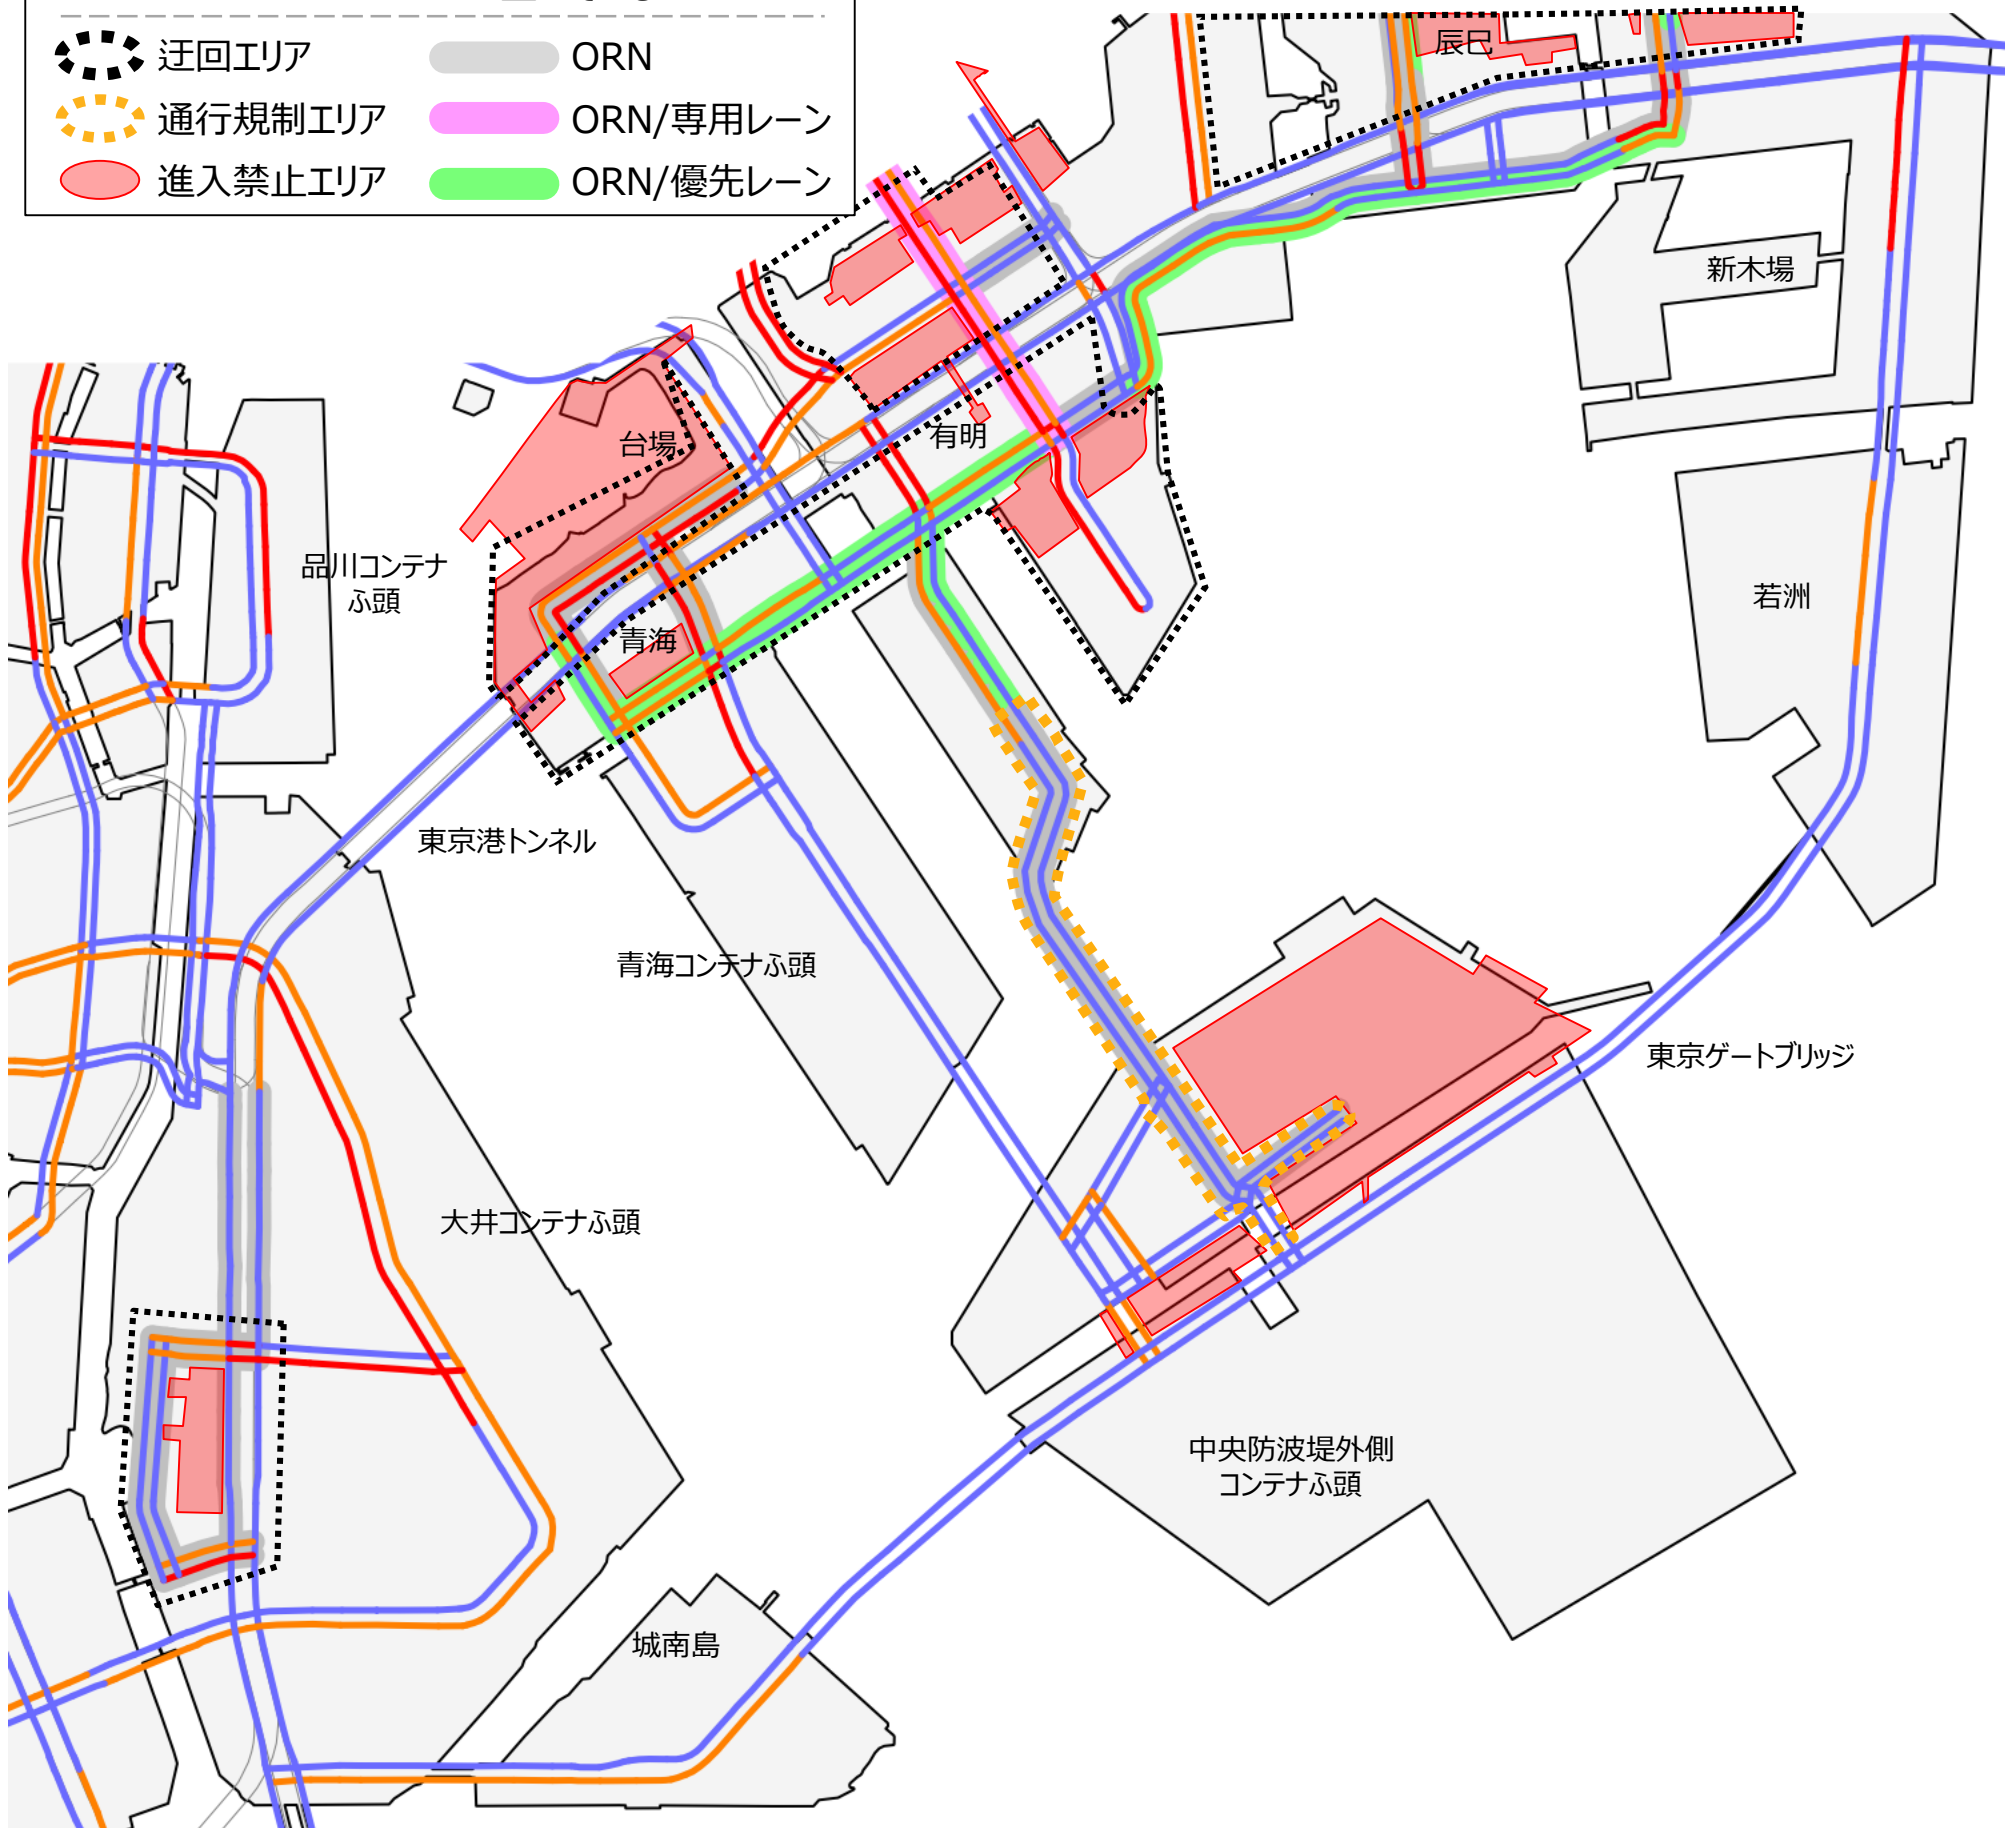 迂回エリア
ORN
通行規制エリア
ORN/専用レーン
進入禁止エリア
ORN/優先レーン
辰巳
新木場
台場
有明
品川コンテナ
ふ頭
若洲
青海
東京港トンネル
青海コンテナふ頭
東京ゲートブリッジ
大井コンテナふ頭
中央防波堤外側
コンテナふ頭
城南島